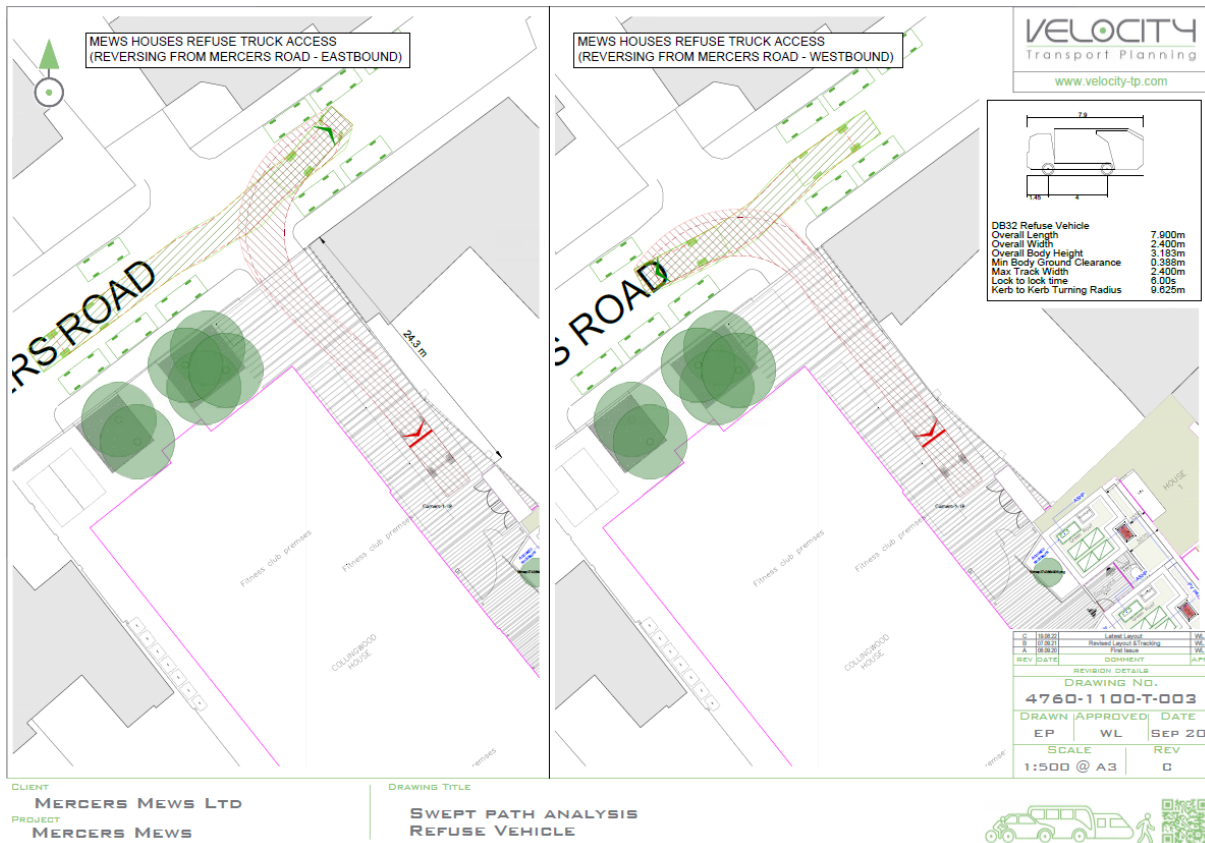 MEWS HOUSES REFUSE TRUCK ACCESS
(REVERSING FROM MERCERS ROAD - EASTBOUND)
ERS ROAD
24.3 m
Fitness club premises
Fitness club premises
COLLINGWOOD
HOUSE
MEWS HOUSES REFUSE TRUCK ACCESS
(REVERSING FROM MERCERS ROAD - WESTBOUND)
S ROAD
Fitness club premises
Fitness club premises
COLLINGWOOD
HOUSE
HOUSE
1
VELOCITY
Transport Planning
www.velocity-tp.com
7.9
1.45
4
DB32 Refuse Vehicle
Overall Length 7.900m
Overall Width 2.400m
Overall Body Height 3.183m
Min Body Ground Clearance 0.388m
Max Track Width 2.400m
Lock to lock time 6.00s
Kerb to Kerb Turning Radius 9.625m
C Latest Layout WL
B 07.09.21 Revised Layout &Tracking WL
A First Issue WL
REV DATE COMMENT
REVISION DETAILS
DRAWING NO.
4760-1100-T-003
DRAWN APPROVED DATE
EP WL SEP 20
SCALE REV
1:500 @ A3 C
CLIENT
MERCERS MEWS LTD
PROJECT
MERCERS MEWS
DRAWING TITLE
SWEPT PATH ANALYSIS
REFUSE VEHICLE